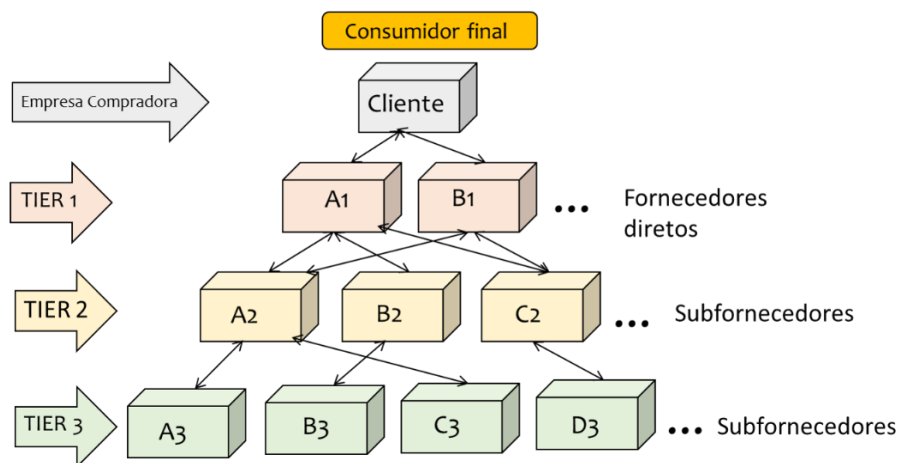 Consumidor final
Empresa Compradora
Cliente
TIER 1
A1
B1
...
Fornecedores
diretos
TIER 2
A2
B2
C2
...
Subfornecedores
TIER 3
A3
B3
C3
D3
...
Subfornecedores